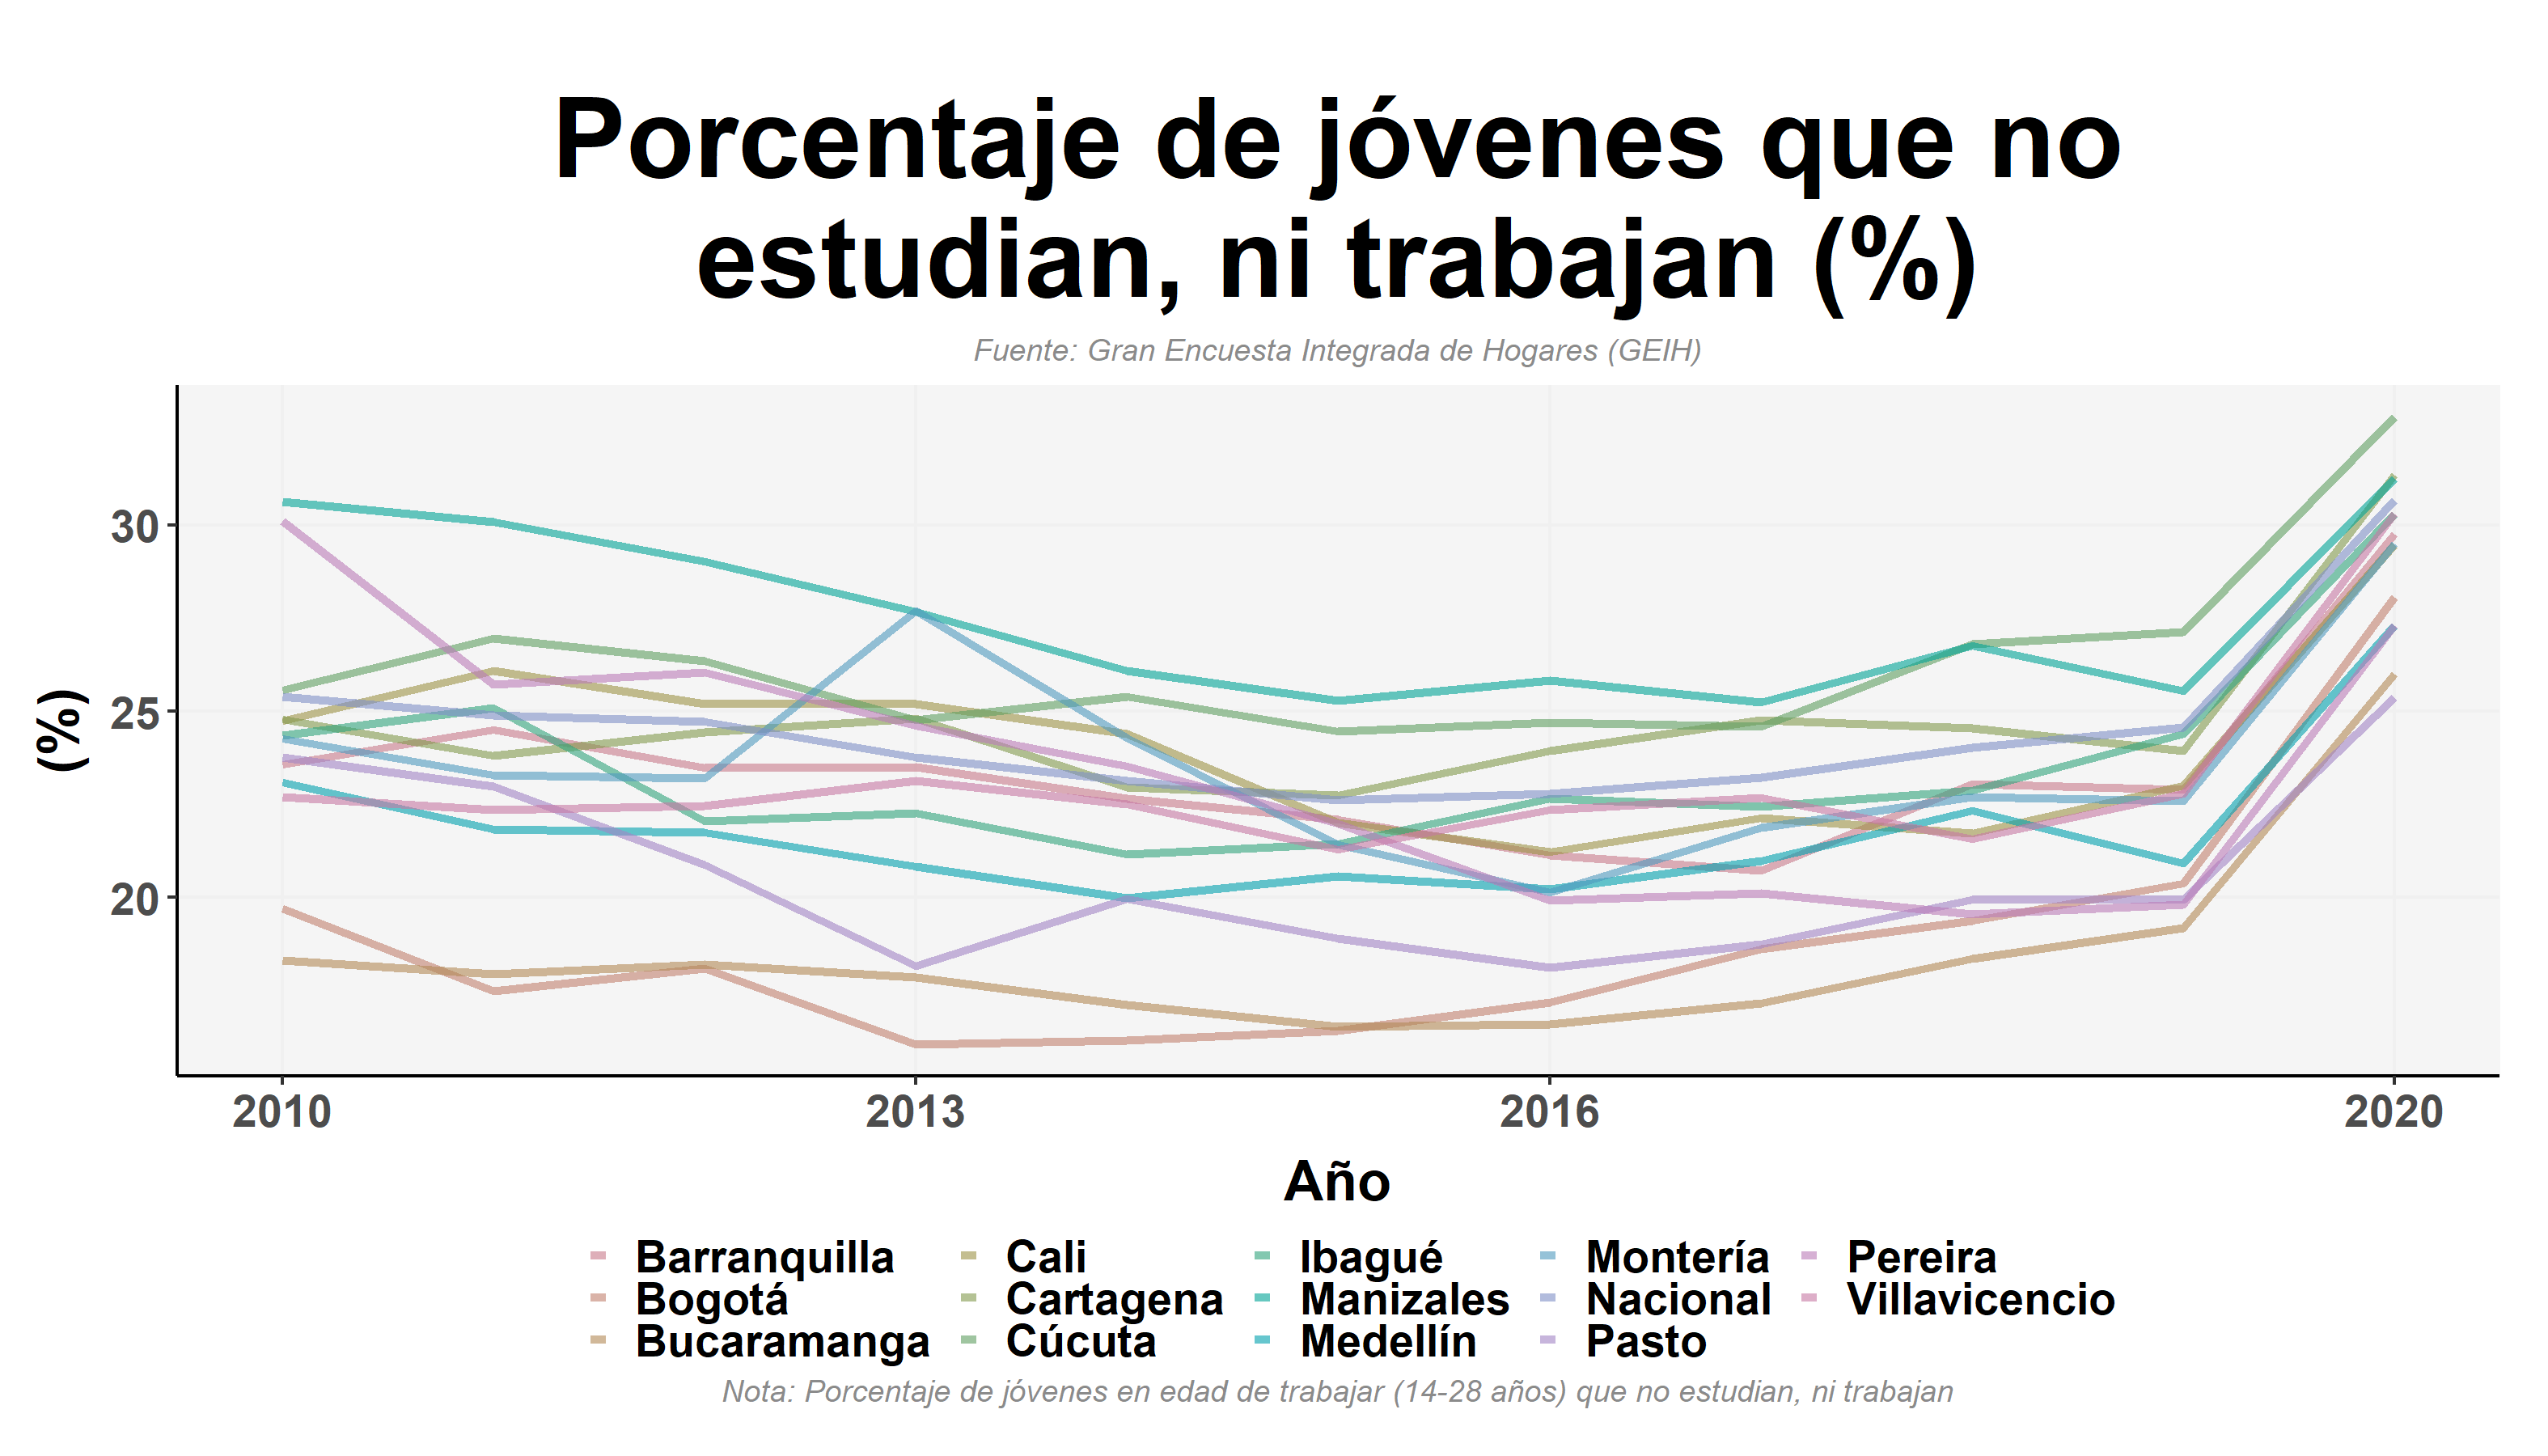 Porcentaje de jóvenes que no
estudian, ni trabajan (%)
Fuente: Gran Encuesta Integrada de Hogares (GEIH)
(%)
30
25
20
2010 2013 2016 2020
Año
Barranquilla Cali Ibagué Montería Pereira
Bogotá Cartagena Manizales Nacional Villavicencio
Bucaramanga Cúcuta Medellín Pasto
Nota: Porcentaje de jóvenes en edad de trabajar (14-28 años) que no estudian, ni trabajan